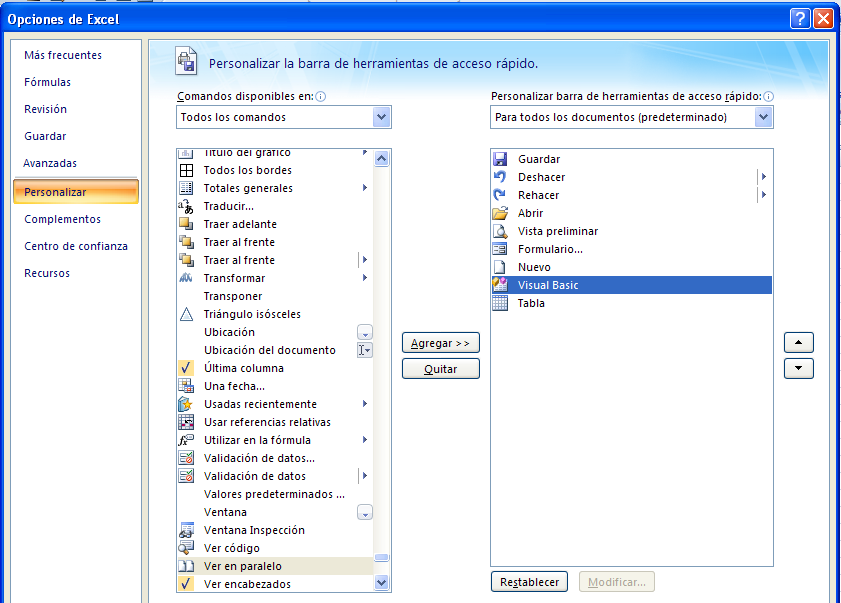 Opciones de Excel
Más frecuentes
Fórmulas
Revisión
Guardar
Avanzadas
Personalizar
Complementos
Centro de confianza
Recursos
Personalizar la barra de herramientas de acceso rápido.
Comandos disponibles en:
Todos los comandos
Título del gráfico
Todos los bordes
Totales generales
Traducir...
Traer adelante
Traer al frente
Traer al frente
Transformar
Transponer
Triángulo isósceles
Ubicación
Ubicación del documento
Última columna
Una fecha...
Usadas recientemente
Usar referencias relativas
Utilizar en la fórmula
Validación de datos...
Validación de datos
Valores predeterminados ...
Ventana
Ventana Inspección
Ver código
Ver en paralelo
Ver encabezados
Agregar >>
Quitar
Personalizar barra de herramientas de acceso rápido:
Para todos los documentos (predeterminado)
Guardar
Deshacer
Rehacer
Abrir
Vista preliminar
Formulario...
Nuevo
Visual Basic
Tabla
Restablecer
Modificar...